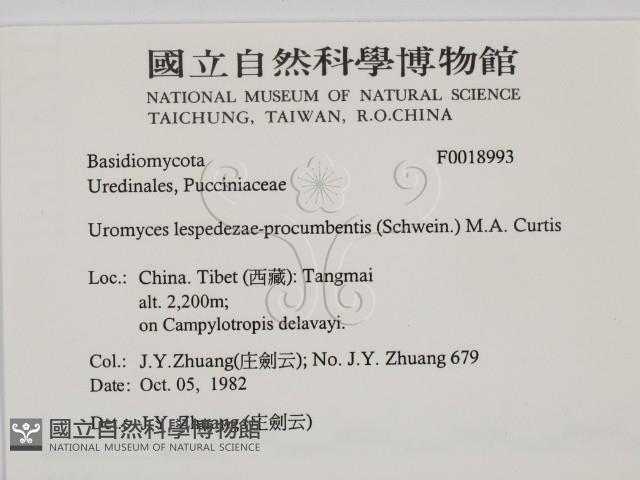 國立自然科學博物館
NATIONAL MUSEUM OF NATURAL SCIENCE
TAICHUNG, TAIWAN, R.O.CHINA
Basidiomycota F0018993
Uredinales, Pucciniaceae
Uromyces lespedezae-procumbentis (Schwein.) M.A. Curtis
Loc.: China. Tibet (西藏): Tangmai
alt. 2,200m;
on Campylotropis delavayi.
Col.: J.Y.Zhuang(庄劍云); No. J.Y. Zhuang 679
Date: Oct. 05, 1982
Det.: J.Y. Zhuang (庄劍云)
國立自然科學博物館
NATIONAL MUSEUM OF NATURAL SCIENCE